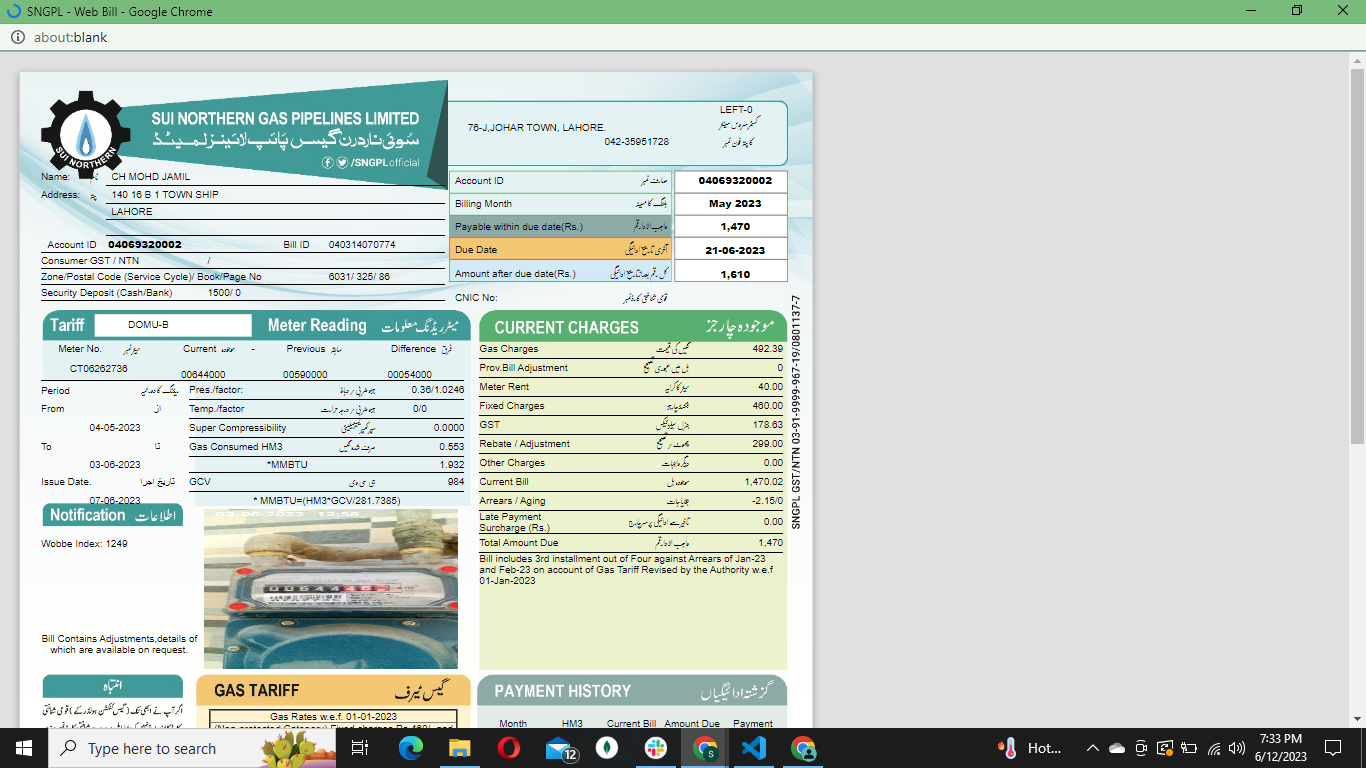 SNGPL - Web Bill - Google Chrome
about:blank
SUI NORTHERN
SUI NORTHERN GAS PIPELINES LIMITED
سوئی ناردرن گیس پائپ لائینز لمیٹڈ
/SNGPLofficial
LEFT-0
76-J,JOHAR TOWN, LAHORE.
کسٹمر سروس سینٹر
042-35951728
کا پتہ فون نمبر
Name: نام CH MOHD JAMIL
Address: پتہ 140 16 B 1 TOWN SHIP
LAHORE
Account ID 04069320002 Bill ID 040314070774
Consumer GST / NTN /
Zone/Postal Code (Service Cycle)/ Book/Page No 6031/ 325/ 86
Security Deposit (Cash/Bank) 1500/ 0
Account ID صارف نمبر 04069320002
Billing Month بلنگ کا مہینہ May 2023
Payable within due date(Rs.) واجب الادا رقم 1,470
Due Date آخری تاریخ ادائیگی 21-06-2023
Amount after due date(Rs.) کل رقم بعد از تاریخ ادائیگی 1,610
CNIC No: قومی شناختی کارڈ نمبر
Tariff DOMU-B Meter Reading میٹر ریڈنگ معلومات
Meter No. میٹر نمبر Current موجودہ - Previous سابقہ Difference فرق
CT06262736 00644000 00590000 00054000
Period ریڈنگ کا دورانیہ Pres./factor: 0.36/1.0246
From از Temp./factor 0/0
04-05-2023 Super Compressibility 0.0000
To تا Gas Consumed HM3 صرف شدہ گیس 0.553
03-06-2023 *MMBTU 1.932
Issue Date. تاریخ اجرا GCV جی سی وی 984
07-06-2023 * MMBTU=(HM3*GCV/281.7385)
CURRENT CHARGES موجودہ چارجز
Gas Charges گیس کی قیمت 492.39
Prov.Bill Adjustment بل میں عبوری تصحیح 0
Meter Rent میٹر کا کرایہ 40.00
Fixed Charges فکسڈ چارجز 460.00
GST جنرل سیلز ٹیکس 178.63
Rebate / Adjustment چھوٹ / تصحیح 299.00
Other Charges دیگر واجبات 0.00
Current Bill موجودہ بل 1,470.02
Arrears / Aging بقایا جات -2.15/0
Late Payment
Surcharge (Rs.) تاخیر سے ادائیگی پر سرچارج 0.00
Total Amount Due واجب الادا رقم 1,470
Bill includes 3rd installment out of Four against Arrears of Jan-23
and Feb-23 on account of Gas Tariff Revised by the Authority w.e.f
01-Jan-2023
SNGPL GST/NTN 03-91-9999-967-19/0801137-7
Notification اطلاعات
Wobbe Index: 1249
Bill Contains Adjustments,details of
which are available on request.
03-06-2023 12:58
انتباہ
GAS TARIFF گیس ٹیرف
Gas Rates w.e.f. 01-01-2023
PAYMENT HISTORY گزشتہ ادائیگیاں
Month HM3 Current Bill Amount Due Payment
Type here to search
12
Hot...
7:33 PM
6/12/2023